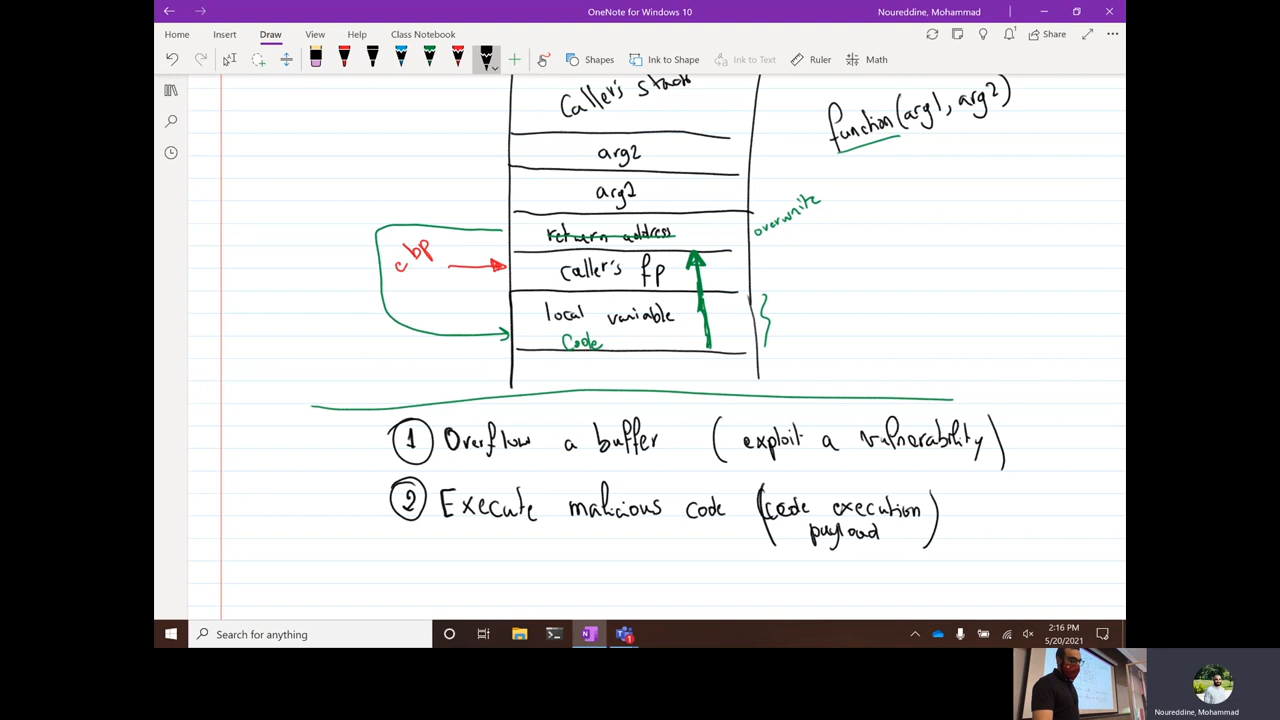 OneNote for Windows 10
Noureddine, Mohammad
Home Insert Draw View Help Class Notebook
Share
Shapes Ink to Shape Ink to Text Ruler Math
Caller's stack
function(arg1, arg2)
arg2
arg2
overwrite
return address
ebp
caller's fp
local variable
Code
1 Overflow a buffer (exploit a vulnerability)
2 Execute malicious code (code execution
payload)
Search for anything
2:16 PM
5/20/2021
1
Noureddine, Mohammad